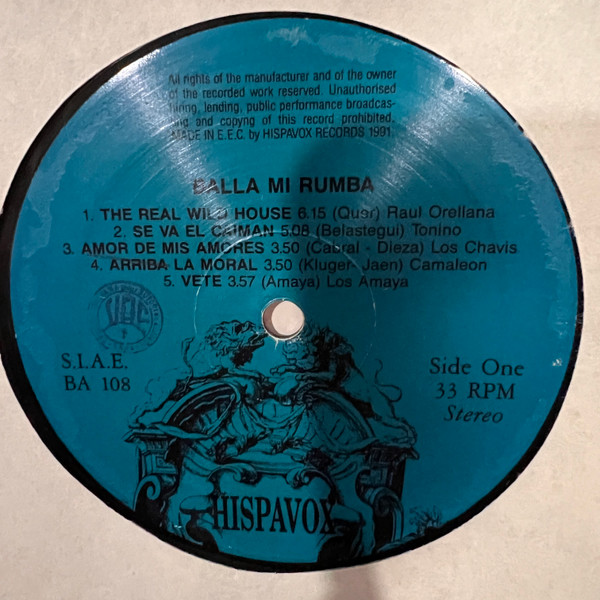 All rights of the manufacturer and of the owner
of the recorded work reserved. Unauthorised
hiring, lending, public performance broadcas-
ing and copyng of this record prohibited.
MADE IN E.E.C. by HISPAVOX RECORDS 1991.
BALLA MI RUMBA
1. THE REAL WILD HOUSE 6.15 (Quer) Raul Orellana
2. SE VA EL CAIMAN 5.08 (Belastegui) Tonino
3. AMOR DE MIS AMORES 3.50 (Cabral - Dieza) Los Chavis
4. ARRIBA LA MORAL 3.50 (Kluger- Jaen) Camaleon
5. VETE 3.57 (Amaya) Los Amaya
S.I.A.E.
BA 108
Side One
33 RPM
Stereo
HISPAVOX